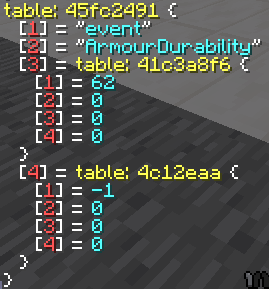 table: 45fc2491 {
[1] = "event"
[2] = "ArmourDurability"
[3] = table: 41c3a8f6 {
[1] = 62
[2] = 0
[3] = 0
[4] = 0
}
[4] = table: 4c12eaa {
[1] = -1
[2] = 0
[3] = 0
[4] = 0
}
}